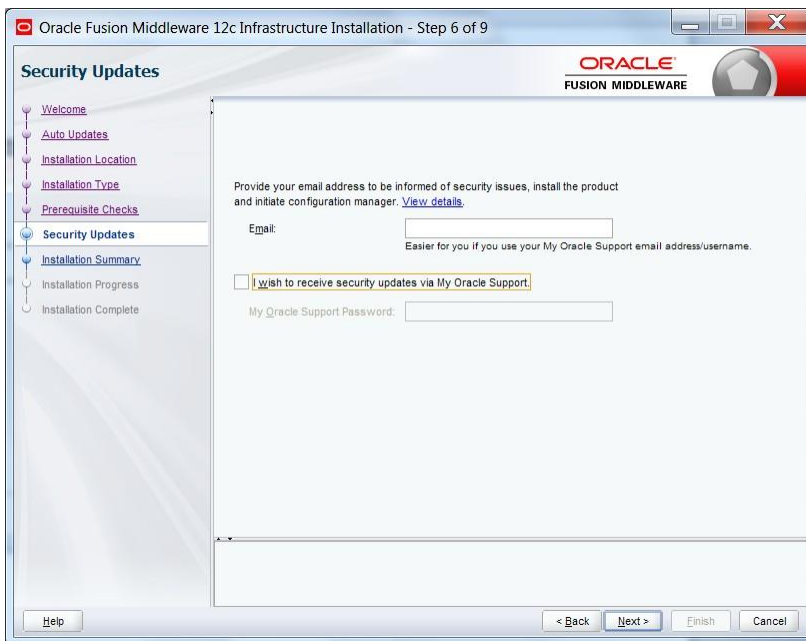 Oracle Fusion Middleware 12c Infrastructure Installation - Step 6 of 9
Security Updates
ORACLE
FUSION MIDDLEWARE
Welcome
Auto Updates
Installation Location
Installation Type
Prerequisite Checks
Security Updates
Installation Summary
Installation Progress
Installation Complete
Provide your email address to be informed of security issues, install the product
and initiate configuration manager. View details.
Email:
Easier for you if you use your My Oracle Support email address/username.
I wish to receive security updates via My Oracle Support.
My Oracle Support Password:
Help
< Back
Next >
Finish
Cancel